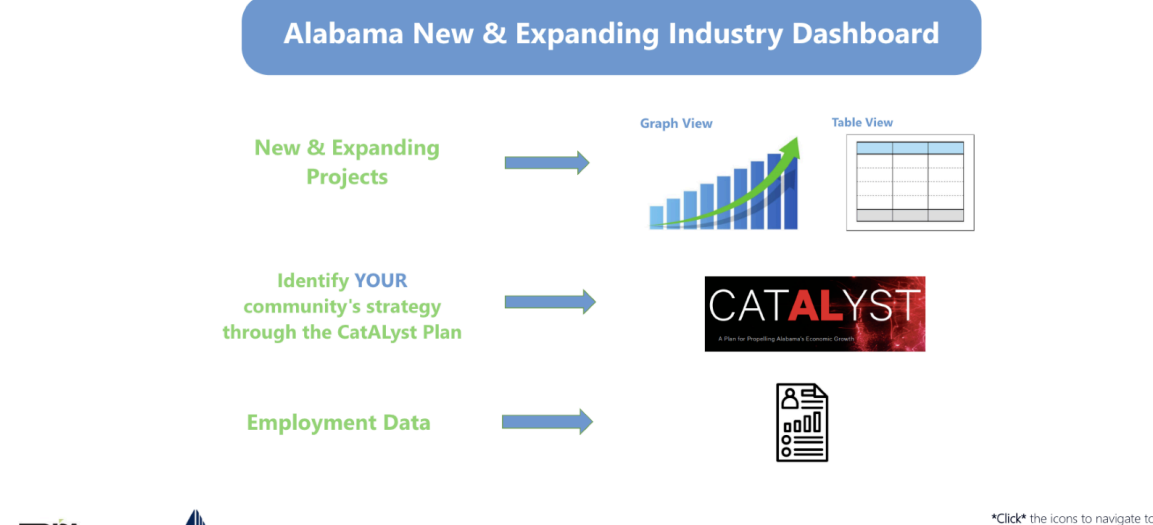 Alabama New & Expanding Industry Dashboard
New & Expanding
Projects
Graph View
Table View
Identify YOUR
community's strategy
through the CatALyst Plan
CATALYST
A Plan for Propelling Alabama's Economic Growth
Employment Data
*Click* the icons to navigate to